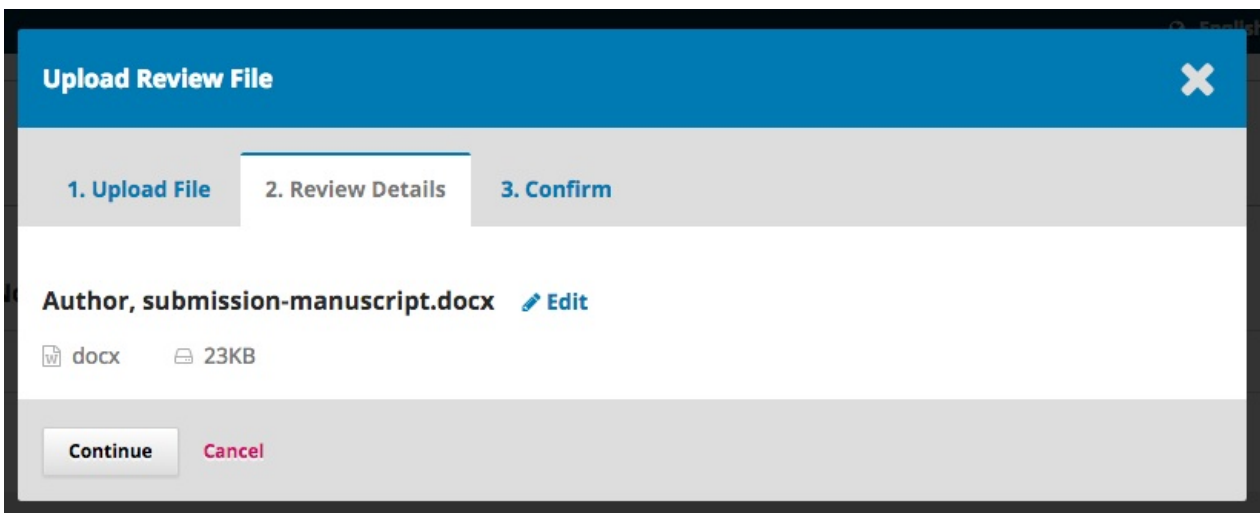 English
Upload Review File
1. Upload File 2. Review Details 3. Confirm
Author, submission-manuscript.docx Edit
docx 23KB
Continue Cancel